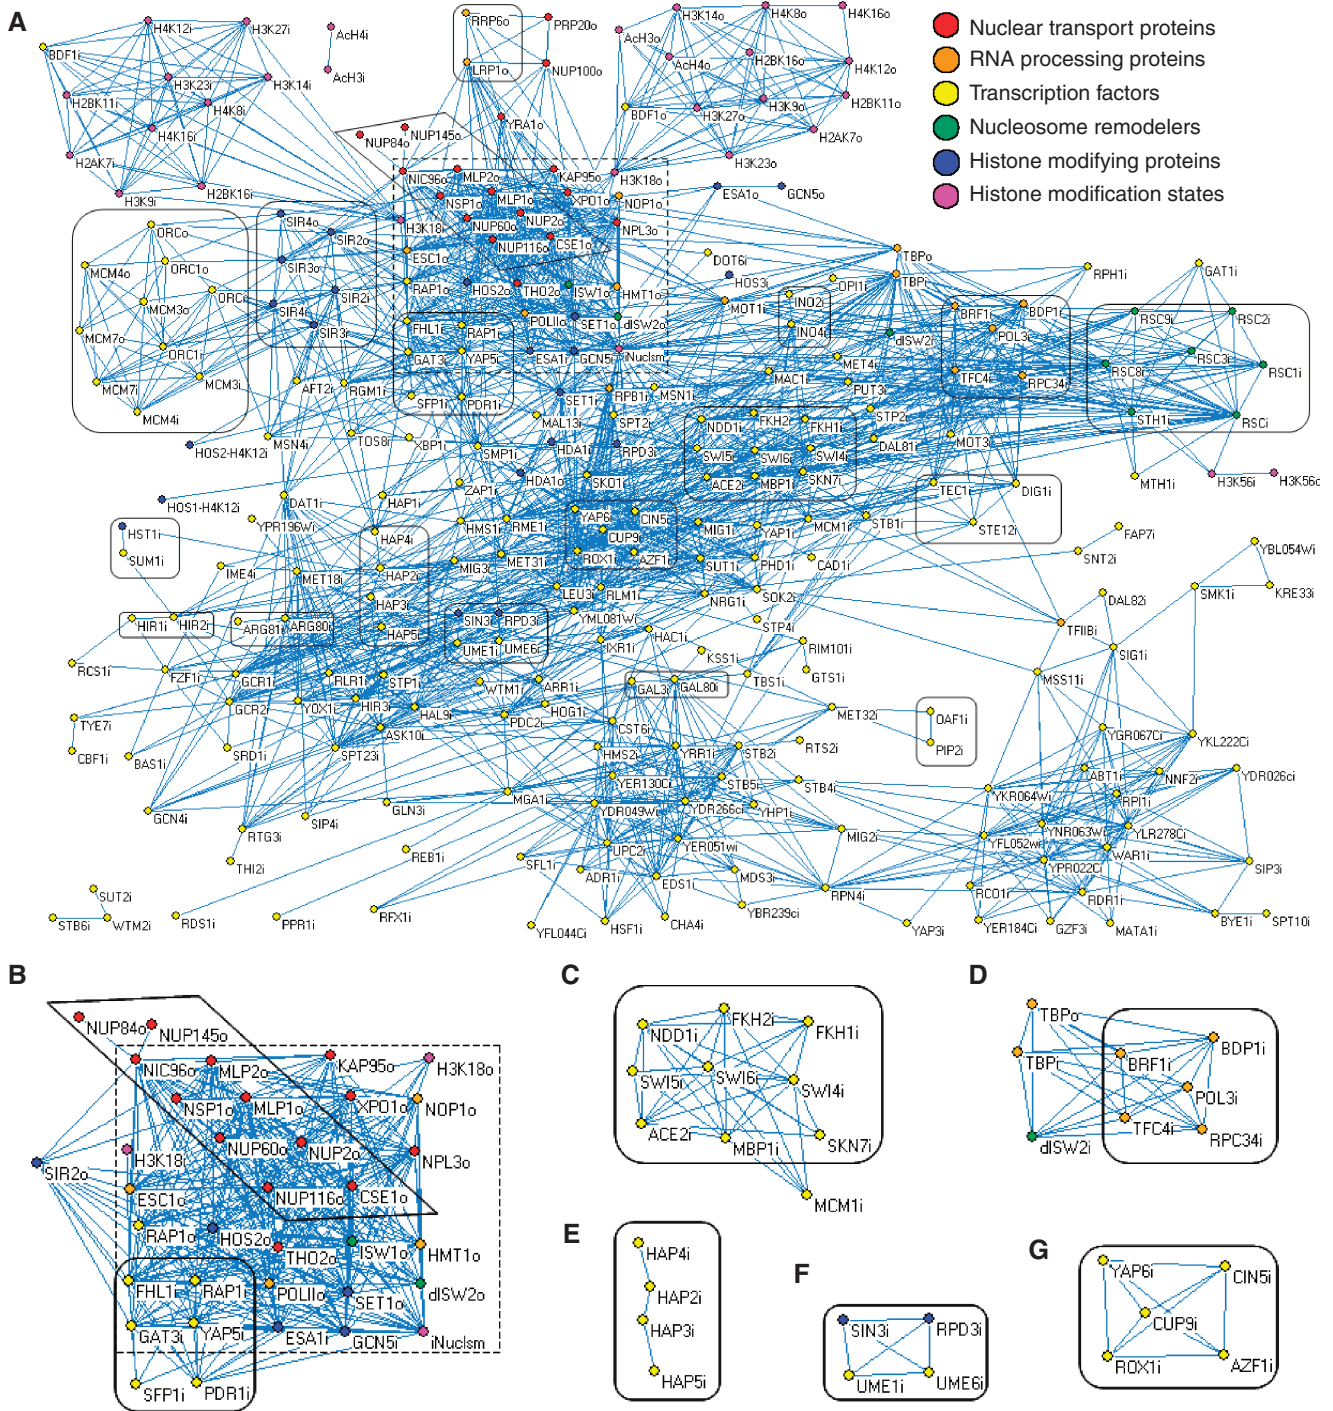 A
RRP6o
PRP20o
LRP1o
NUP100o
H4K12i
H3K27i
BDF1i
H3K23i
H3K14i
H2BK11i
H4K8i
H4K16i
H2AK7i
H3K9i
H2BK16i
AcH4i
AcH3i
H3K14o
H4K8o
H4K16o
AcH3o
AcH4o
H2BK16o
H4K12o
H3K9o
H2BK11o
BDF1o
H3K27o
H2AK7o
H3K23o
Nuclear transport proteins
RNA processing proteins
Transcription factors
Nucleosome remodelers
Histone modifying proteins
Histone modification states
NUP145o
NUP84o
YRA1o
NIC96o
MLP2o
KAP95o
H3K18o
NSP1o
MLP1o
XPO1o
NOP1o
H3K18i
NUP60o
NUP2o
NPL3o
NUP116o
CSE1o
ESC1o
RAP1o
HOS2o
THO2o
ISW1o
HMT1o
FHL1i
RAP1i
POLIIo
SET1o
dISW2o
GAT3i
YAP5i
ESA1i
GCN5i
iNuclsm
SFP1i
PDR1i
ESA1o
GCN5o
ORCo
MCM4o
ORC1o
MCM3o
ORCi
MCM7o
ORC1i
MCM7i
MCM3i
MCM4i
SIR4o
SIR2o
SIR3o
SIR2i
SIR4i
SIR3i
AFT2i
RGM1i
DOT6i
HOS3i
MOT1i
OPI1i
INO2i
INO4i
TBPo
TBPi
dISW2i
RPH1i
GAT1i
BRF1i
BDP1i
POL3i
TFC4i
RPC34i
RSC9i
RSC2i
RSC3i
RSC8i
RSC1i
STH1i
RSCi
MET4i
MAC1i
PUT3i
STP2i
DAL81i
MOT3i
MTH1i
H3K56i
H3K56o
SET1i
RPB1i
MSN1i
MAL13i
SPT2i
HDA1i
RPD3i
HDA1o
SKO1i
NDD1i
FKH2i
FKH1i
SWI5i
SWI6i
SWI4i
ACE2i
MBP1i
SKN7i
HOS2-H4K12i
MSN4i
TOS8i
XBP1i
SMP1i
ZAP1i
HOS1-H4K12i
DAT1i
HAP1i
YPR196Wi
HMS1i
RME1i
YAP6i
CIN5i
CUP9i
ROX1i
AZF1i
MIG1i
YAP1i
MCM1i
STB1i
TEC1i
DIG1i
STE12i
FAP7i
SNT2i
HST1i
SUM1i
IME4i
MET18i
HAP4i
HAP2i
HAP3i
HAP5i
MIG3i
MET31i
SUT1i
PHD1i
CAD1i
LEU3i
RLM1i
NRG1i
SOK2i
YML081Wi
STP4i
YBL054Wi
SMK1i
KRE33i
DAL82i
TFIIBi
SIG1i
MSS11i
HIR1i
HIR2i
ARG81i
ARG80i
SIN3i
RPD3i
UME1i
UME6i
IXR1i
HAC1i
KSS1i
RIM101i
TBS1i
GTS1i
RCS1i
FZF1i
GCR1i
RLR1i
STP1i
WTM1i
ARR1i
GAL3i
GAL80i
TYE7i
GCR2i
YOX1i
HIR3i
HAL9i
PDC2i
HOG1i
MET32i
OAF1i
PIP2i
CBF1i
BAS1i
SRD1i
SPT23i
ASK10i
CST6i
HMS2i
YRR1i
STB2i
RTS2i
YGR067Ci
YKL222Ci
YER130Ci
STB5i
STB4i
ABT1i
NNF2i
YDR026ci
YKR064Wi
RPI1i
GCN4i
RTG3i
SIP4i
GLN3i
MGA1i
YDR049Wi
YDR266ci
YHP1i
MIG2i
YNR063Wi
YLR278Ci
YFL052wi
WAR1i
THI2i
REB1i
SFL1i
UPC2i
YER051wi
ADR1i
EDS1i
MDS3i
RPN4i
YPR022Ci
SIP3i
RCO1i
RDR1i
SUT2i
STB6i
WTM2i
RDS1i
PPR1i
RFX1i
YFL044Ci
HSF1i
CHA4i
YBR239ci
YAP3i
YER184Ci
GZF3i
MATA1i
BYE1i
SPT10i
B
NUP84o
NUP145o
NIC96o
MLP2o
KAP95o
H3K18o
NSP1o
MLP1o
XPO1o
NOP1o
NUP60o
NUP2o
NPL3o
H3K18i
SIR2o
ESC1o
NUP116o
CSE1o
RAP1o
HOS2o
THO2o
ISW1o
HMT1o
FHL1i
RAP1i
POLIIo
SET1o
dISW2o
GAT3i
YAP5i
ESA1i
GCN5i
iNuclsm
SFP1i
PDR1i
C
NDD1i
FKH2i
FKH1i
SWI5i
SWI6i
SWI4i
ACE2i
MBP1i
SKN7i
MCM1i
D
TBPo
TBPi
BRF1i
BDP1i
POL3i
TFC4i
RPC34i
dISW2i
E
HAP4i
HAP2i
HAP3i
HAP5i
F
SIN3i
RPD3i
UME1i
UME6i
G
YAP6i
CIN5i
CUP9i
ROX1i
AZF1i